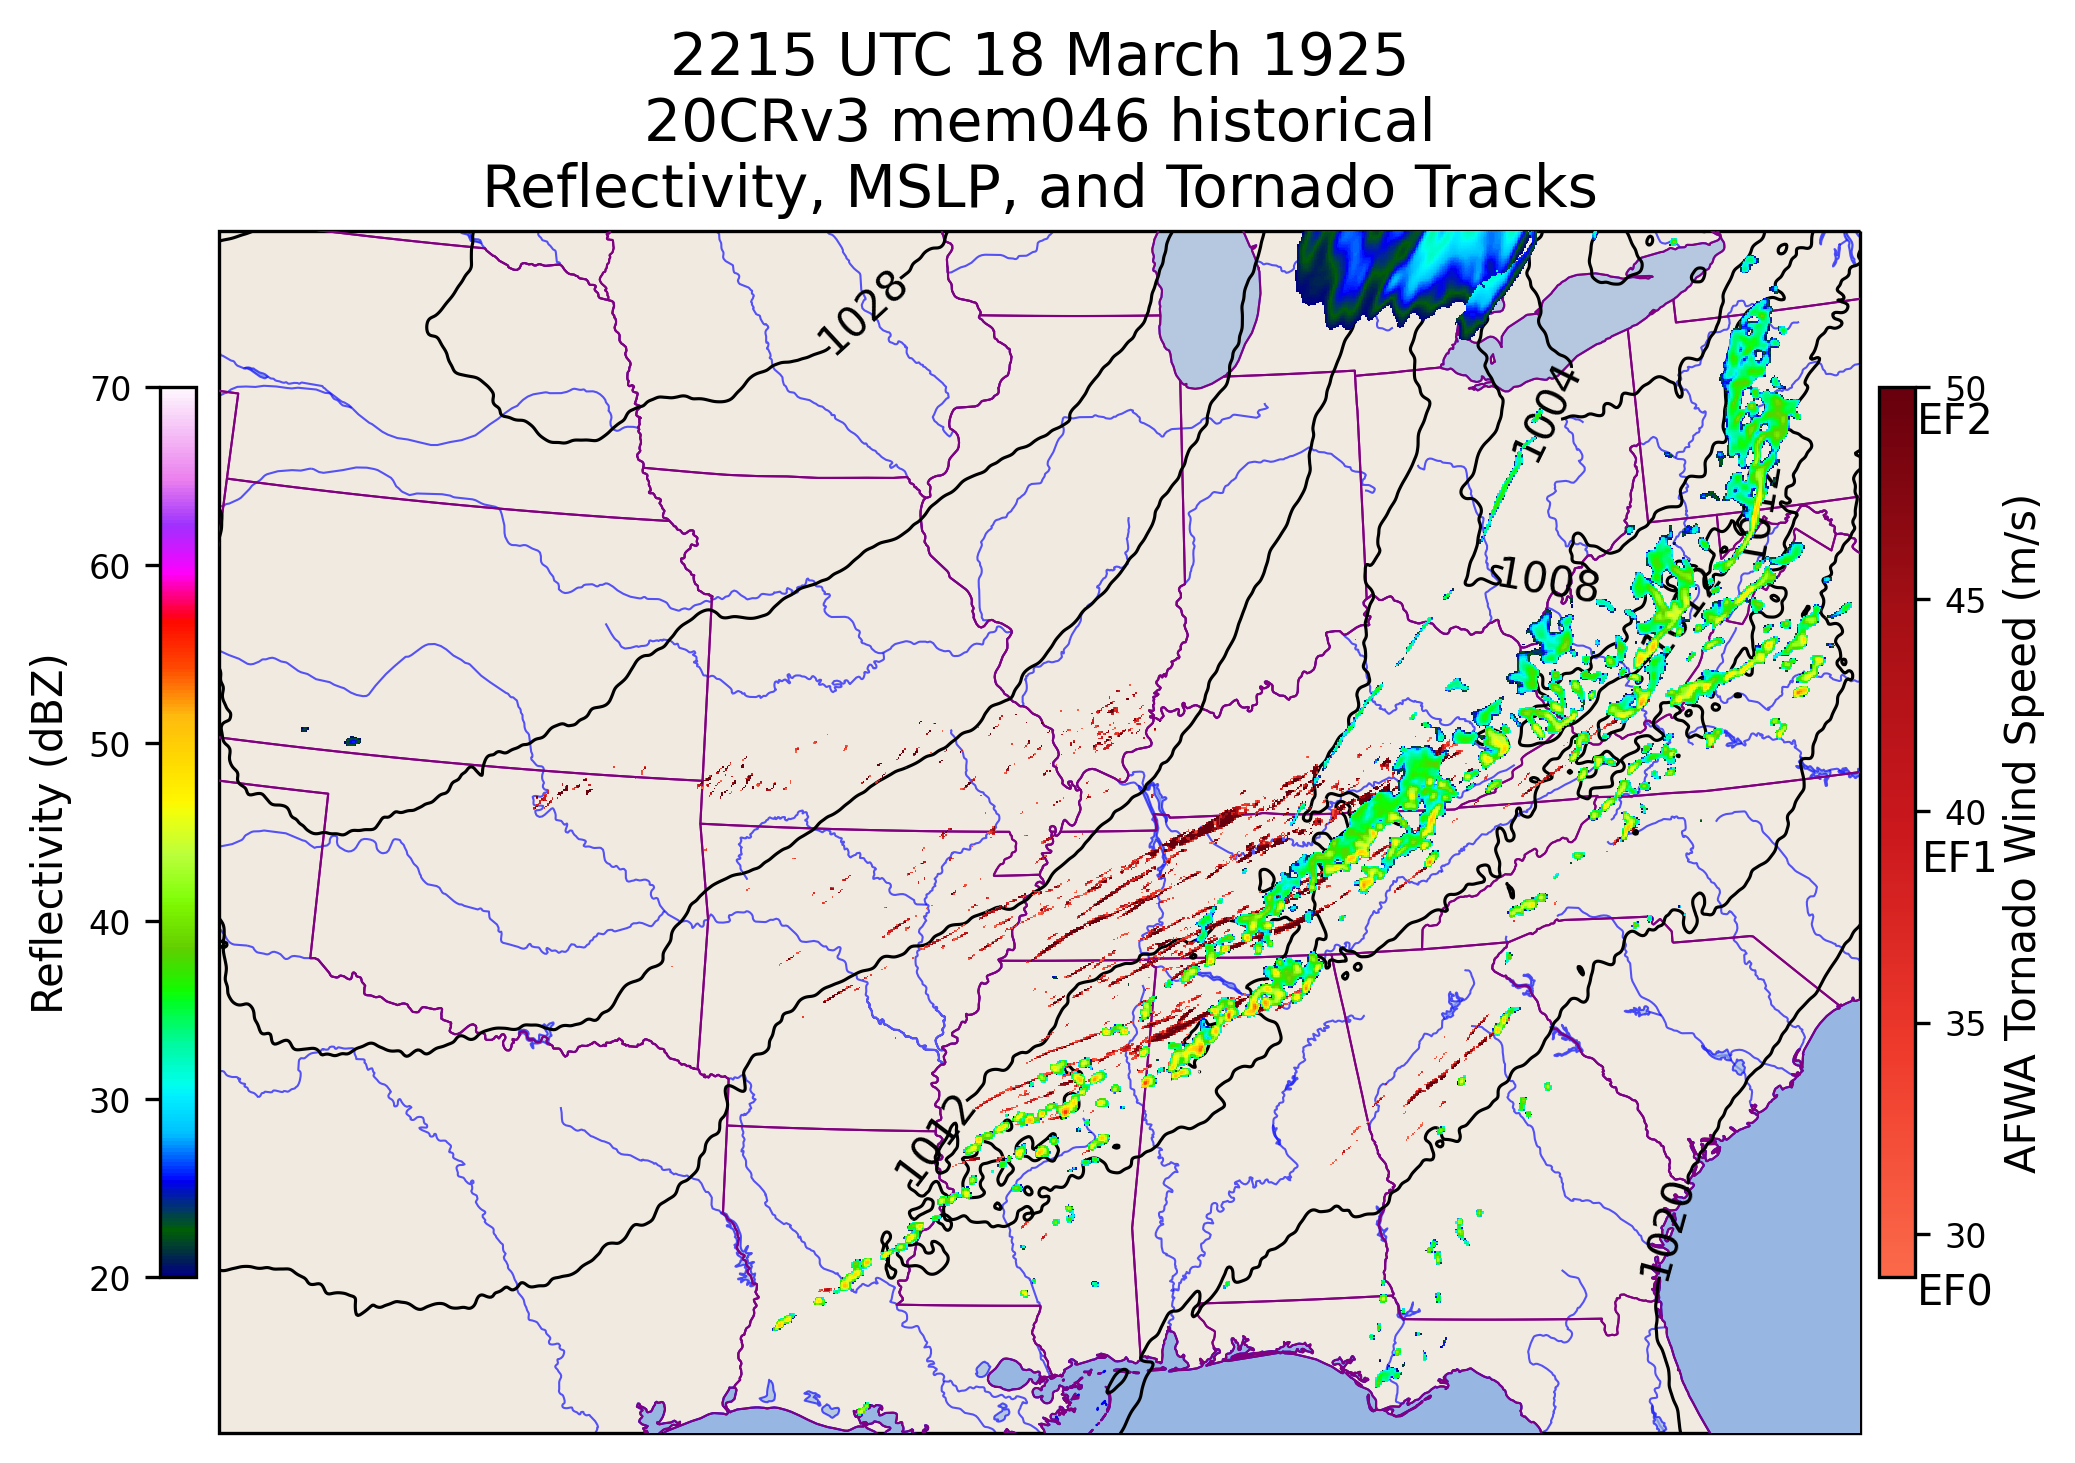 2215 UTC 18 March 1925
20CRv3 mem046 historical
Reflectivity, MSLP, and Tornado Tracks
1028
1004
1012
1008
1012
1020
Reflectivity (dBZ)
70
60
50
40
30
20
50
EF2
45
40
EF1
35
30
EF0
AFWA Tornado Wind Speed (m/s)